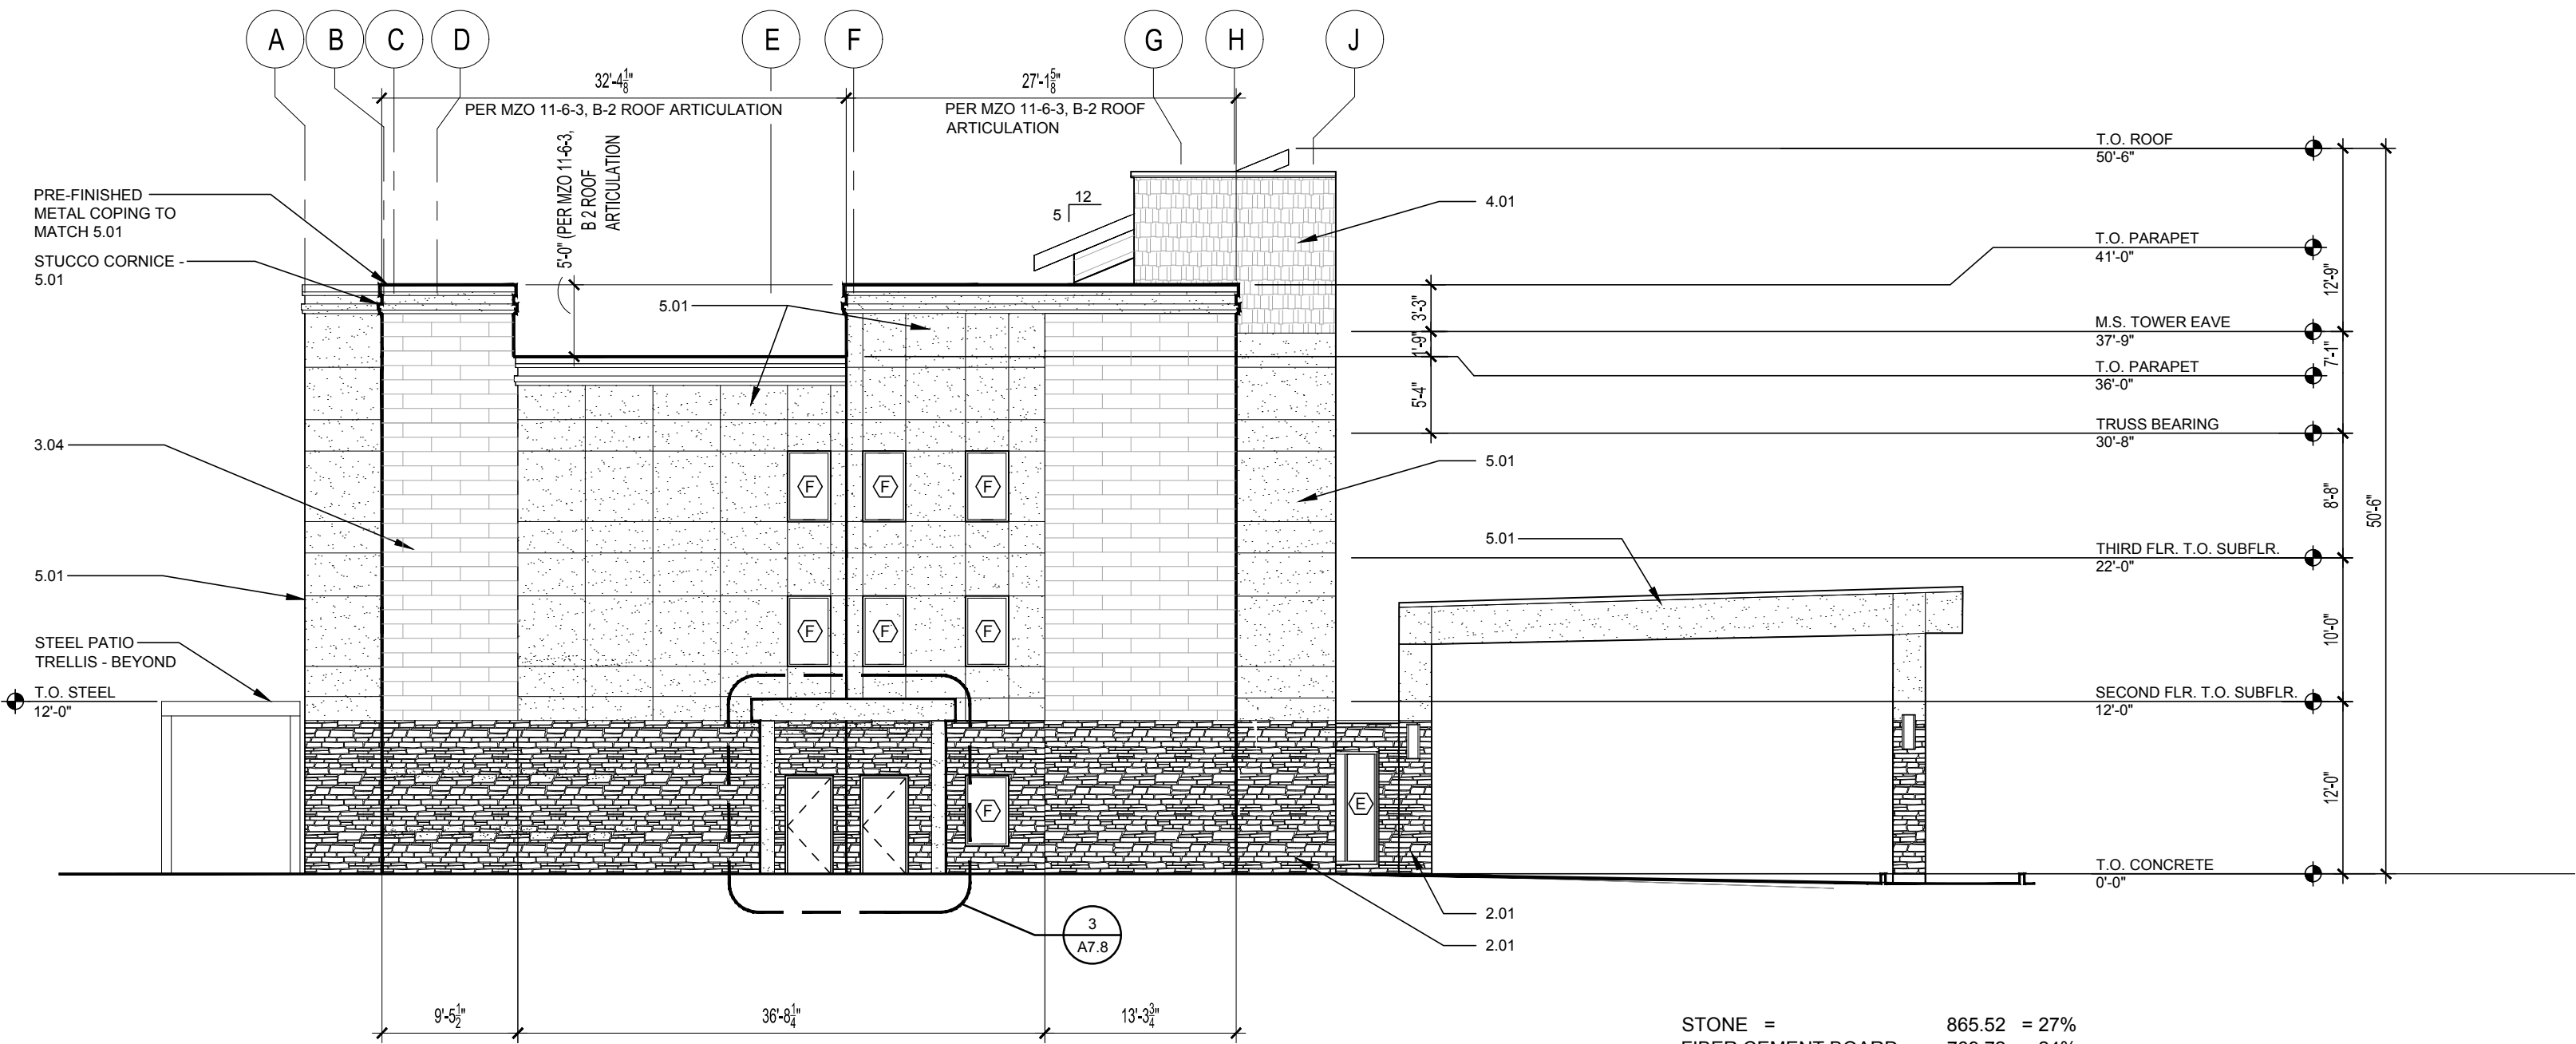 A B C D E F G H J
32'-4 1/8"
27'-1 5/8"
PER MZO 11-6-3, B-2 ROOF ARTICULATION
PER MZO 11-6-3, B-2 ROOF
ARTICULATION
5'-0" (PER MZO 11-6-3,
B 2 ROOF
ARTICULATION
PRE-FINISHED
METAL COPING TO
MATCH 5.01
STUCCO CORNICE -
5.01
3.04
5.01
STEEL PATIO
TRELLIS - BEYOND
T.O. STEEL
12'-0"
5.01
12
5
4.01
5.01
5.01
F F F
F F F
F
E
3
A7.8
2.01
2.01
3'-3"
1'-9"
5'-4"
T.O. ROOF
50'-6"
T.O. PARAPET
41'-0"
M.S. TOWER EAVE
37'-9"
T.O. PARAPET
36'-0"
TRUSS BEARING
30'-8"
THIRD FLR. T.O. SUBFLR.
22'-0"
SECOND FLR. T.O. SUBFLR.
12'-0"
T.O. CONCRETE
0'-0"
12'-9"
7'-1"
8'-8"
10'-0"
12'-0"
50'-6"
9'-5 1/2"
36'-8 1/4"
13'-3 3/4"
STONE = 865.52 = 27%
FIBER CEMENT BOARD